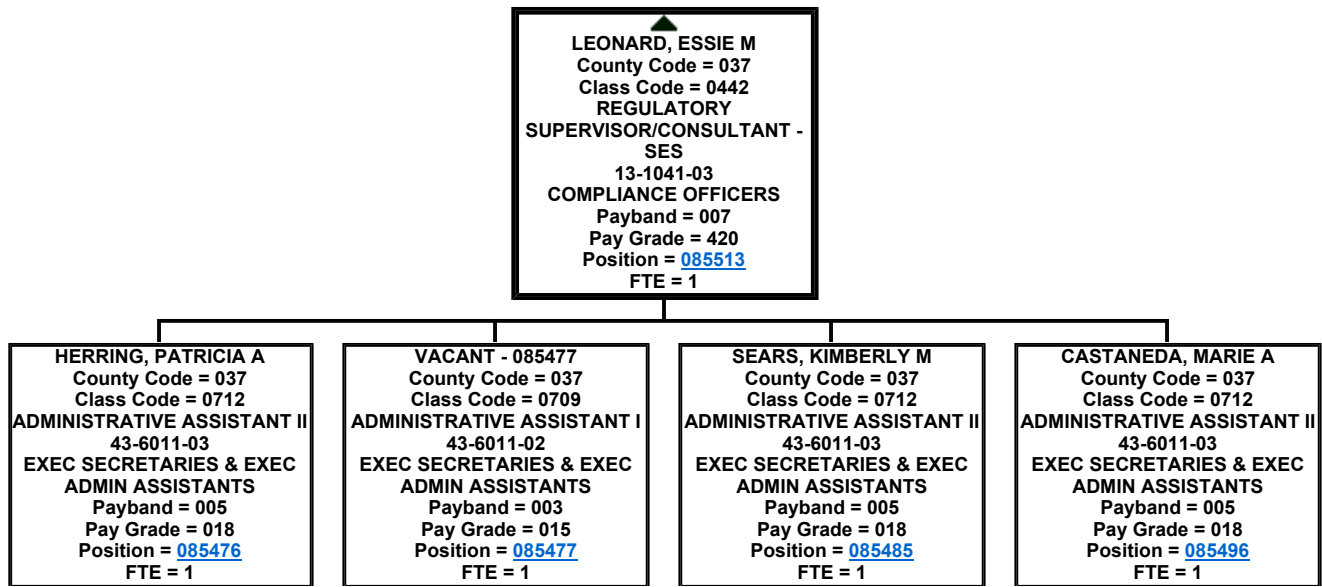 LEONARD, ESSIE M
County Code = 037
Class Code = 0442
REGULATORY
SUPERVISOR/CONSULTANT -
SES
13-1041-03
COMPLIANCE OFFICERS
Payband = 007
Pay Grade = 420
Position = 085513
FTE = 1
HERRING, PATRICIA A
County Code = 037
Class Code = 0712
ADMINISTRATIVE ASSISTANT II
43-6011-03
EXEC SECRETARIES & EXEC
ADMIN ASSISTANTS
Payband = 005
Pay Grade = 018
Position = 085476
FTE = 1
VACANT - 085477
County Code = 037
Class Code = 0709
ADMINISTRATIVE ASSISTANT I
43-6011-02
EXEC SECRETARIES & EXEC
ADMIN ASSISTANTS
Payband = 003
Pay Grade = 015
Position = 085477
FTE = 1
SEARS, KIMBERLY M
County Code = 037
Class Code = 0712
ADMINISTRATIVE ASSISTANT II
43-6011-03
EXEC SECRETARIES & EXEC
ADMIN ASSISTANTS
Payband = 005
Pay Grade = 018
Position = 085485
FTE = 1
CASTANEDA, MARIE A
County Code = 037
Class Code = 0712
ADMINISTRATIVE ASSISTANT II
43-6011-03
EXEC SECRETARIES & EXEC
ADMIN ASSISTANTS
Payband = 005
Pay Grade = 018
Position = 085496
FTE = 1